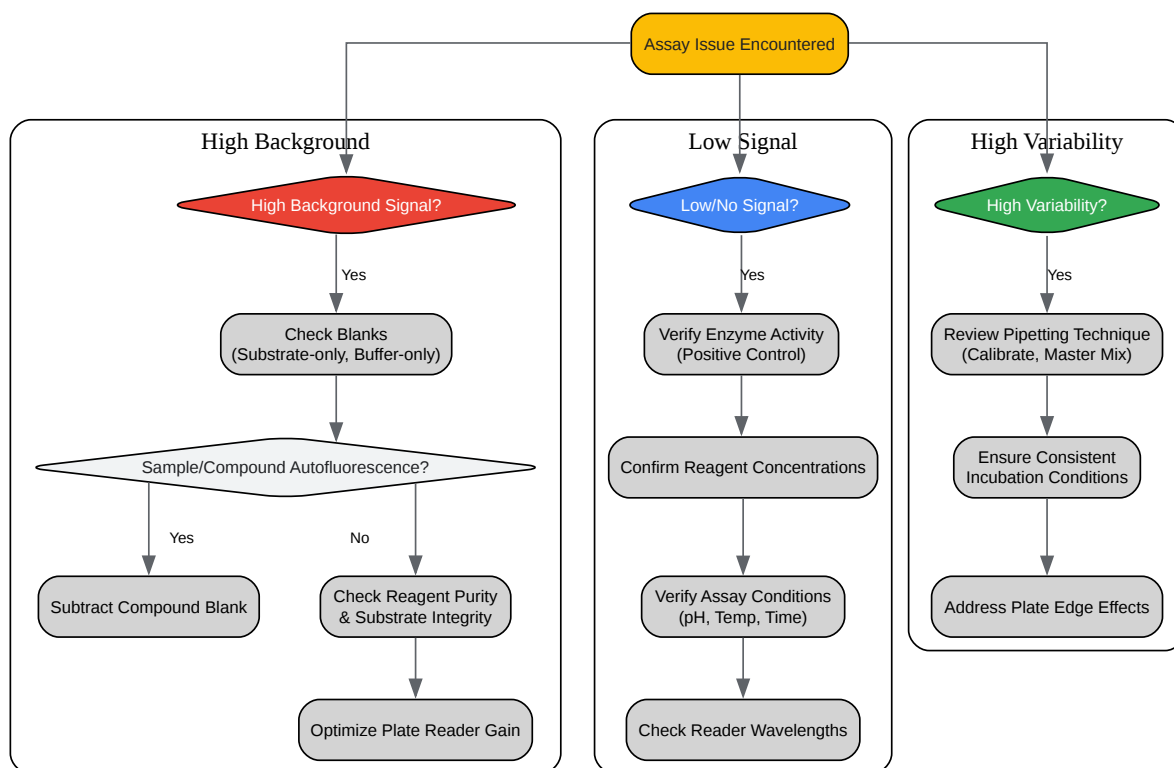 Assay Issue Encountered
High Background
High Background Signal?
Yes
Check Blanks
(Substrate-only, Buffer-only)
Sample/Compound Autofluorescence?
Yes
No
Subtract Compound Blank
Check Reagent Purity
& Substrate Integrity
Optimize Plate Reader Gain
Low Signal
Low/No Signal?
Yes
Verify Enzyme Activity
(Positive Control)
Confirm Reagent Concentrations
Verify Assay Conditions
(pH, Temp, Time)
Check Reader Wavelengths
High Variability
High Variability?
Yes
Review Pipetting Technique
(Calibrate, Master Mix)
Ensure Consistent
Incubation Conditions
Address Plate Edge Effects